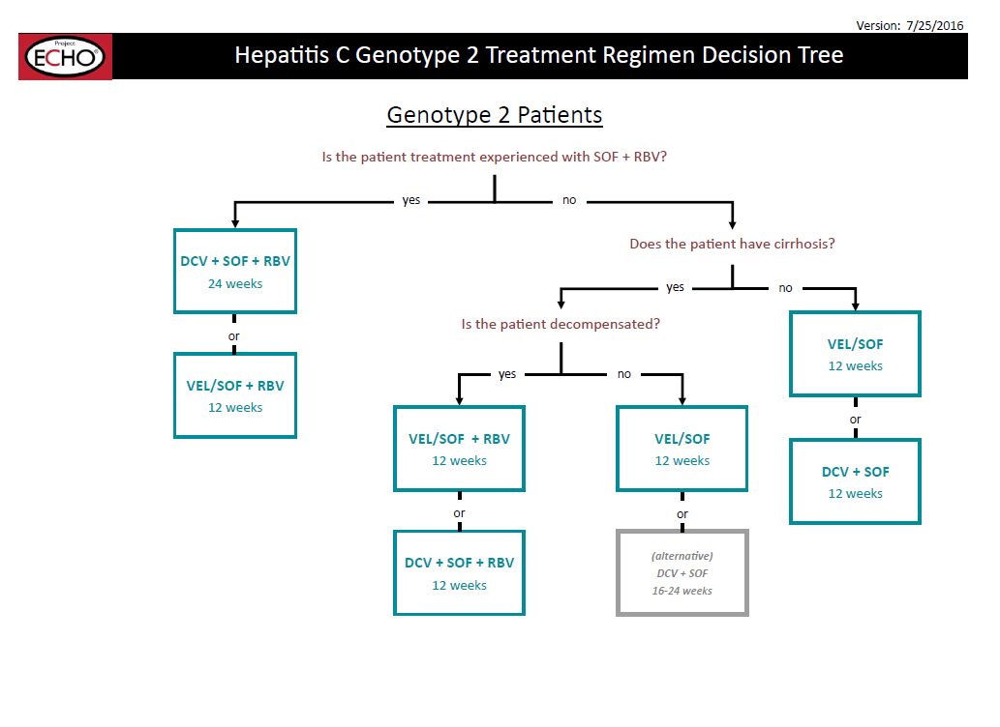 Version: 7/25/2016
Project
ECHO®
Hepatitis C Genotype 2 Treatment Regimen Decision Tree
Genotype 2 Patients
Is the patient treatment experienced with SOF + RBV?
yes
no
DCV + SOF + RBV
24 weeks
or
VEL/SOF + RBV
12 weeks
Does the patient have cirrhosis?
yes
no
Is the patient decompensated?
yes
no
VEL/SOF + RBV
12 weeks
or
DCV + SOF + RBV
12 weeks
VEL/SOF
12 weeks
or
(alternative)
DCV + SOF
16-24 weeks
VEL/SOF
12 weeks
or
DCV + SOF
12 weeks